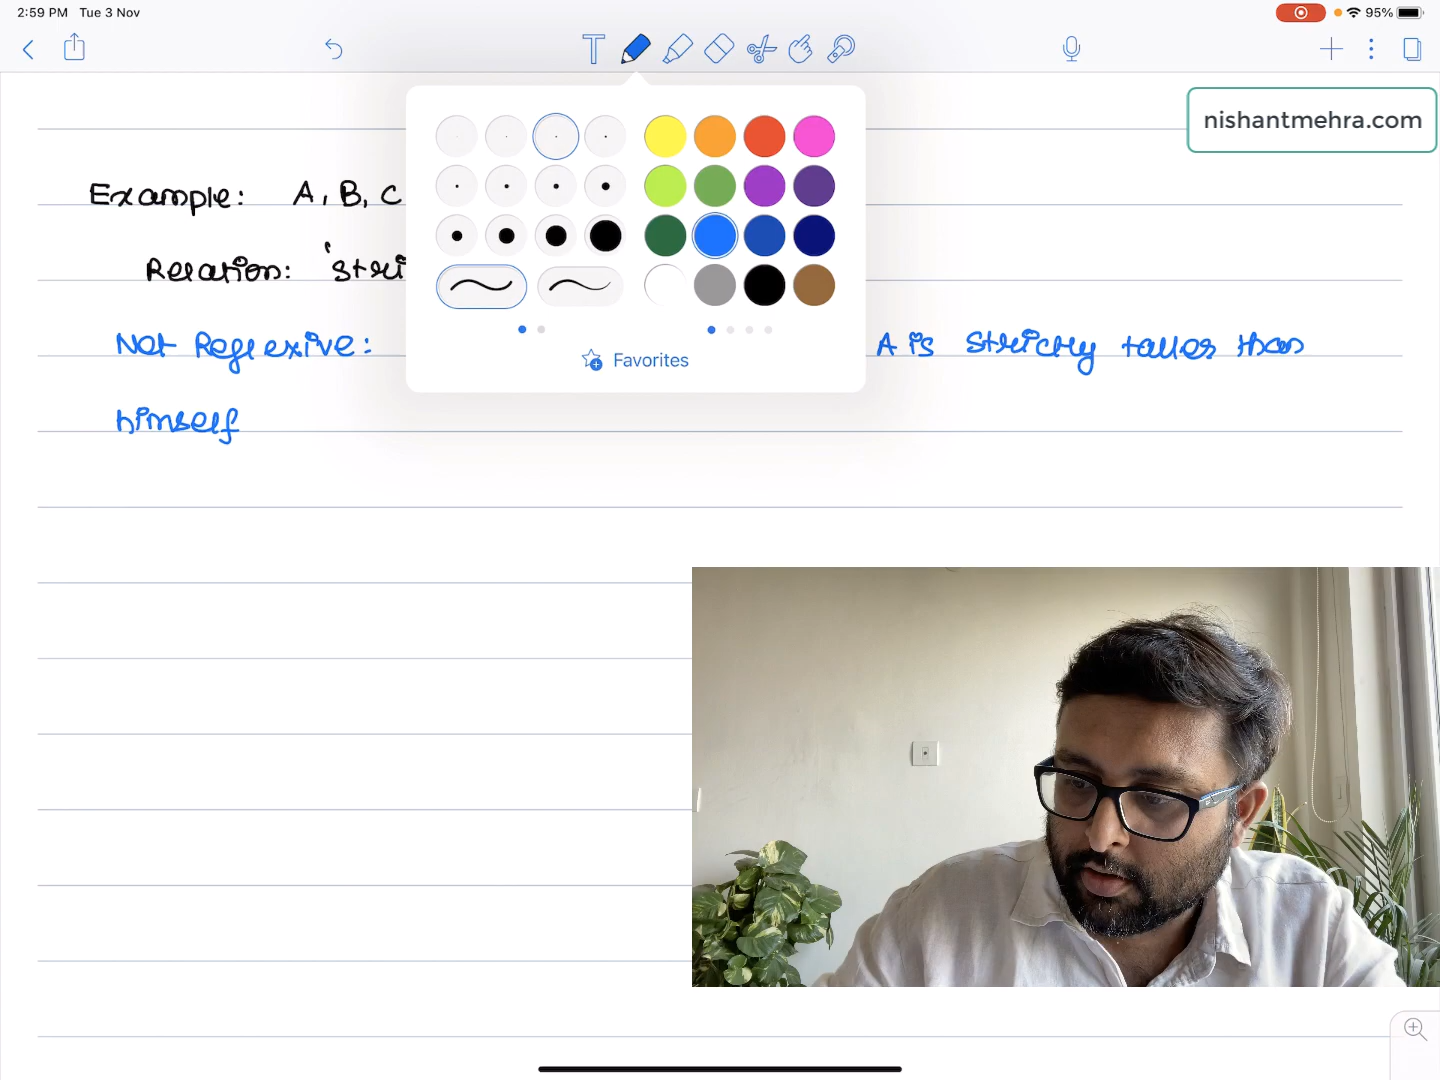 2:59 PM Tue 3 Nov 95%
T
nishantmehra.com
Example: A, B, C
Relation: 'stri
Favorites
Not Reflexive: A is strictly taller than
himself